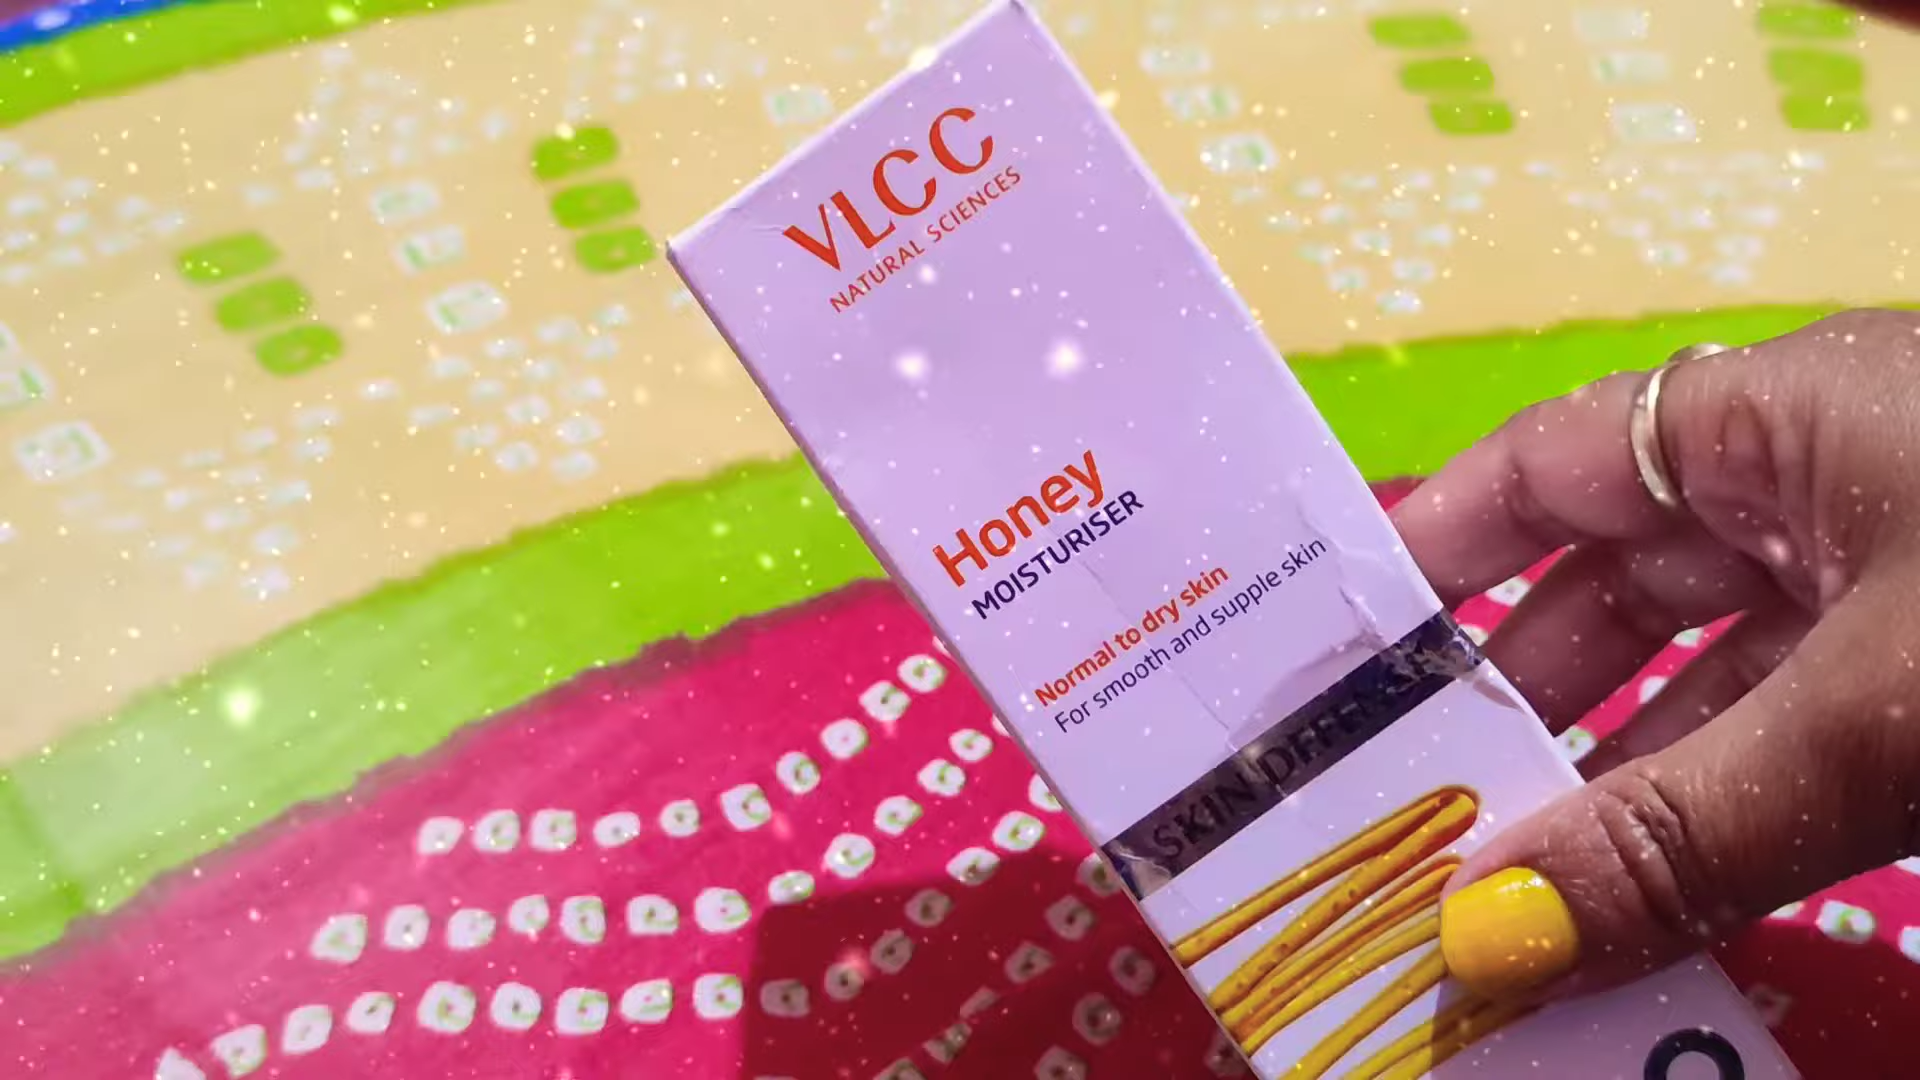 VLCC
NATURAL SCIENCES
Honey
MOISTURISER
Normal to dry skin
For smooth and supple skin
SKIN DEFENSE